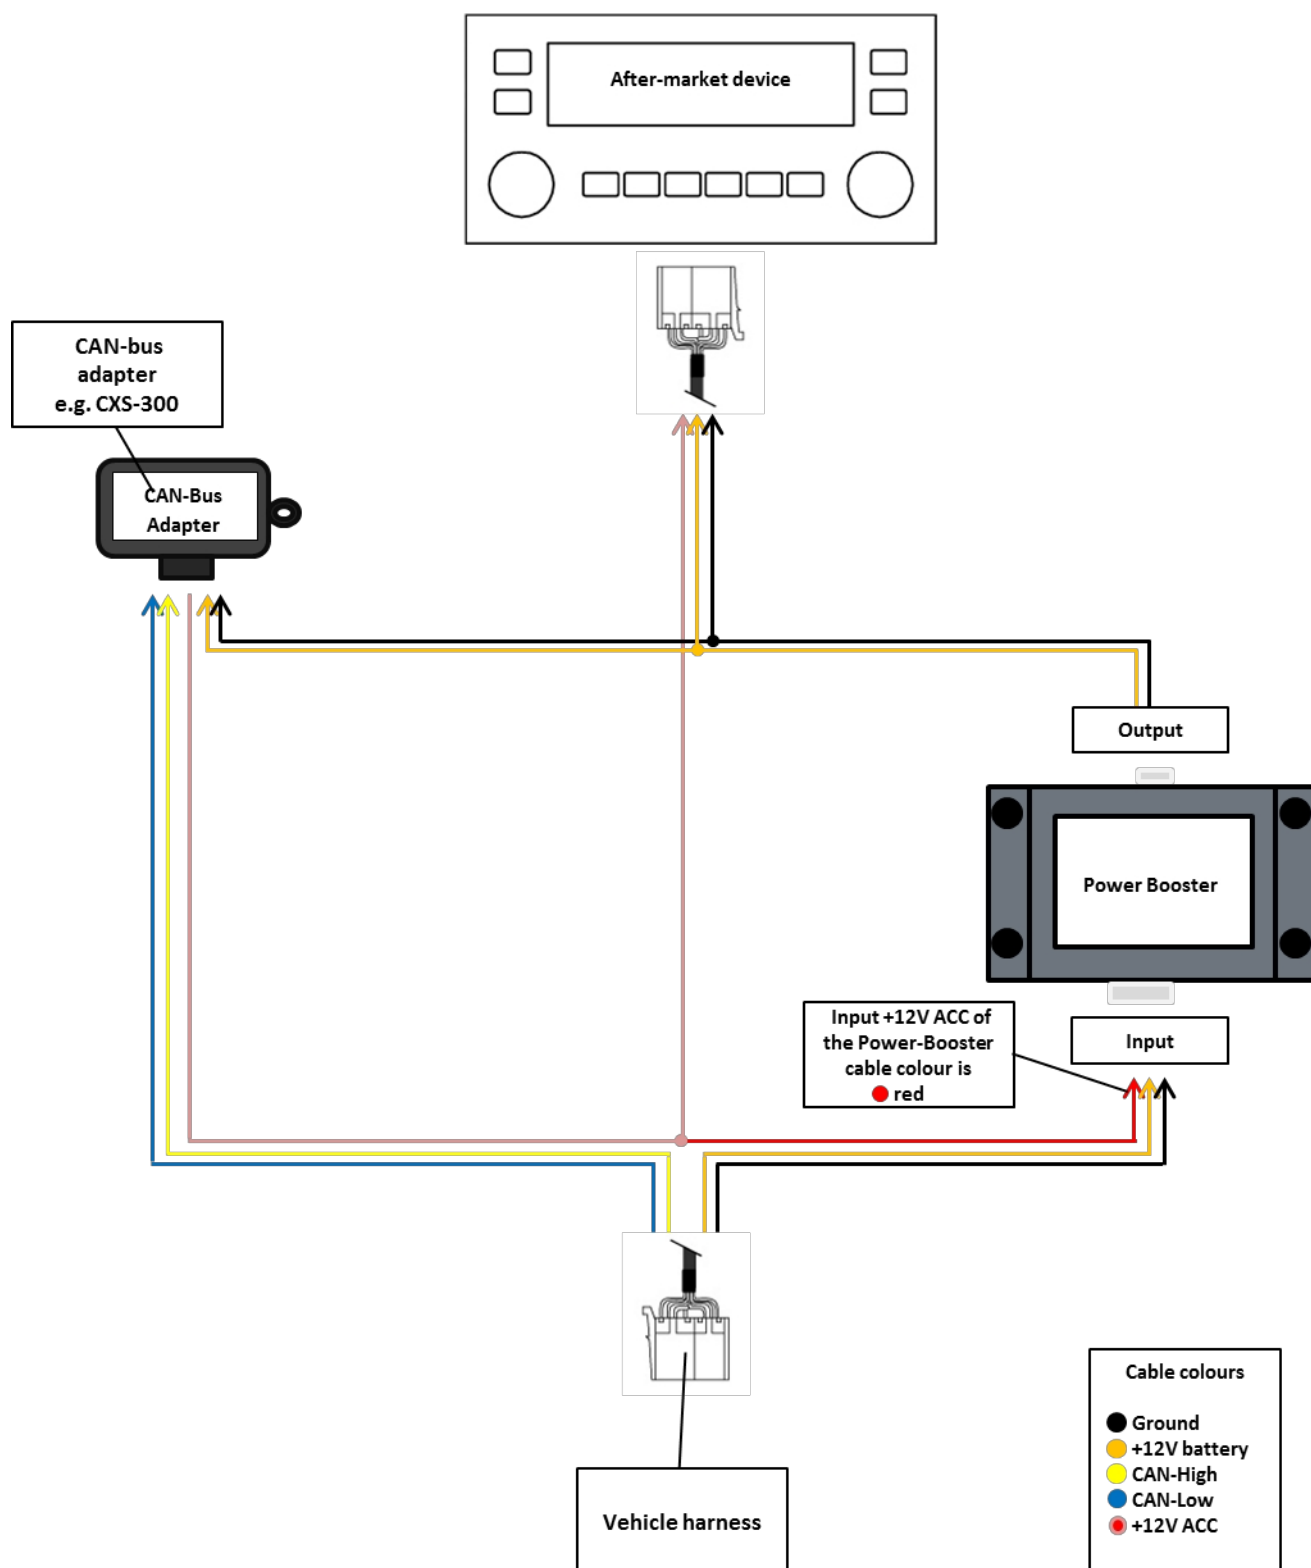 After-market device
CAN-bus
adapter
e.g. CXS-300
CAN-Bus
Adapter
Output
Power Booster
Input +12V ACC of
the Power-Booster
cable colour is
red
Input
Vehicle harness
Cable colours
Ground
+12V battery
CAN-High
CAN-Low
+12V ACC